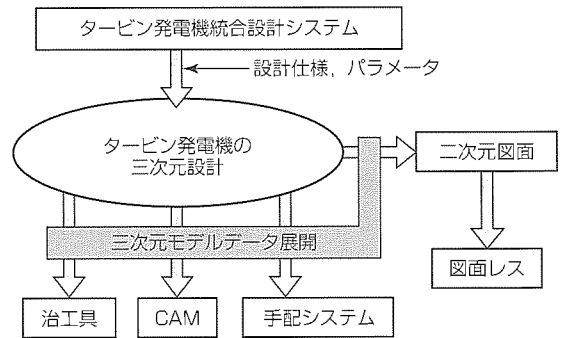 タービン発電機統合設計システム
設計仕様，パラメータ
タービン発電機の
三次元設計
二次元図面
三次元モデルデータ展開
図面レス
治工具
CAM
手配システム